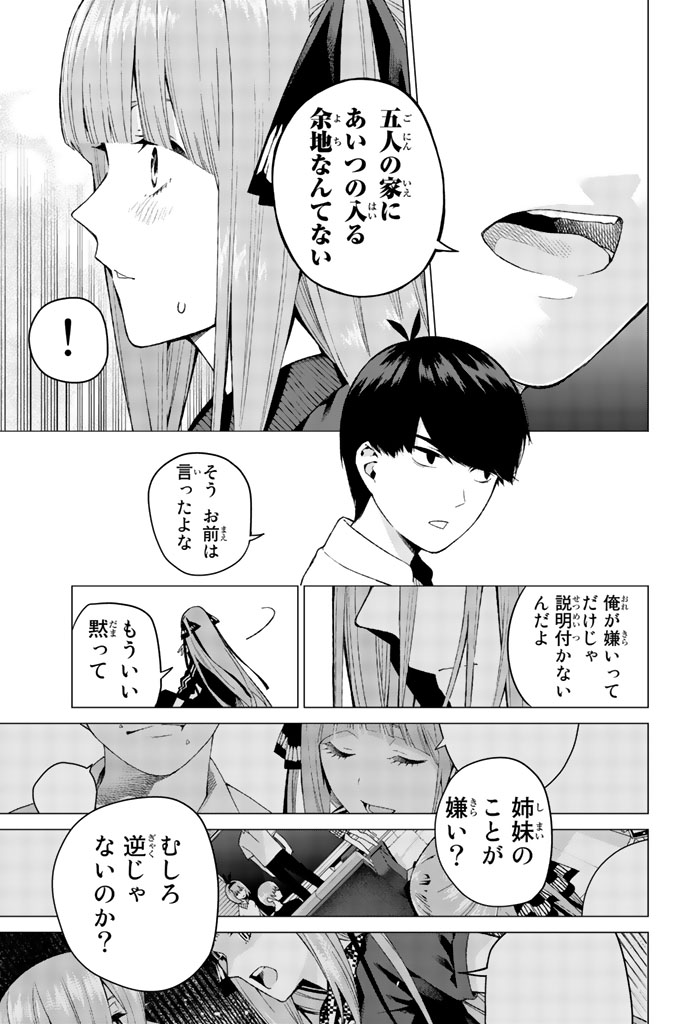 五人の家に
あいつの入る
余地なんてない
！
そう お前は
言ったよな
俺が嫌いって
だけじゃ
説明付かない
んだよ
もういい
黙って
姉妹の
ことが
嫌い？
むしろ
逆じゃ
ないのか？